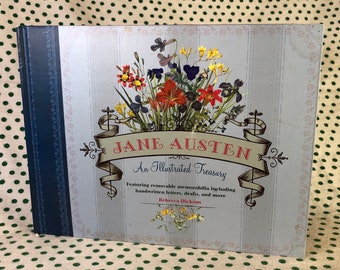 JANE AUSTEN
An Illustrated Treasury
Featuring removable memorabilia including
handwritten letters, drafts, and more
Rebecca Dickson